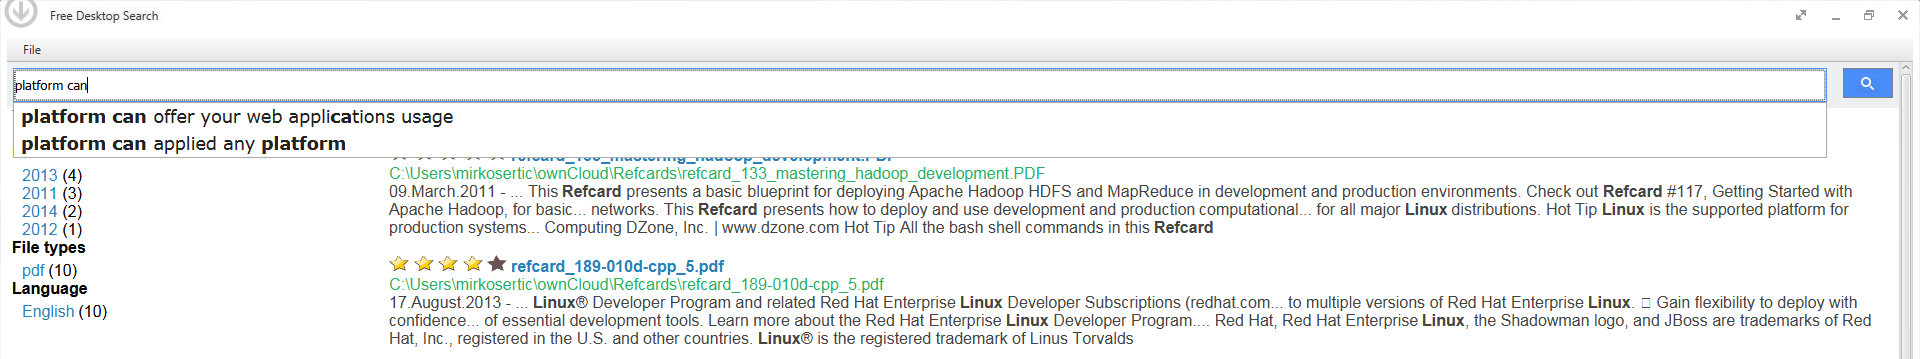 Free Desktop Search
File
platform can
platform can offer your web applications usage
platform can applied any platform
refcard_133_mastering_hadoop_development.PDF
2013 (4)
2011 (3)
2014 (2)
2012 (1)
File types
pdf (10)
Language
English (10)
C:\Users\mirkosertic\ownCloud\Refcards\refcard_133_mastering_hadoop_development.PDF
09.March.2011 - ... This Refcard presents a basic blueprint for deploying Apache Hadoop HDFS and MapReduce in development and production environments. Check out Refcard #117, Getting Started with
Apache Hadoop, for basic... networks. This Refcard presents how to deploy and use development and production computational... for all major Linux distributions. Hot Tip Linux is the supported platform for
production systems... Computing DZone, Inc. | www.dzone.com Hot Tip All the bash shell commands in this Refcard
refcard_189-010d-cpp_5.pdf
C:\Users\mirkosertic\ownCloud\Refcards\refcard_189-010d-cpp_5.pdf
17.August.2013 - ... Linux® Developer Program and related Red Hat Enterprise Linux Developer Subscriptions (redhat.com... to multiple versions of Red Hat Enterprise Linux. &#9633; Gain flexibility to deploy with
confidence... of essential development tools. Learn more about the Red Hat Enterprise Linux Developer Program.... Red Hat, Red Hat Enterprise Linux, the Shadowman logo, and JBoss are trademarks of Red
Hat, Inc., registered in the U.S. and other countries. Linux® is the registered trademark of Linus Torvalds